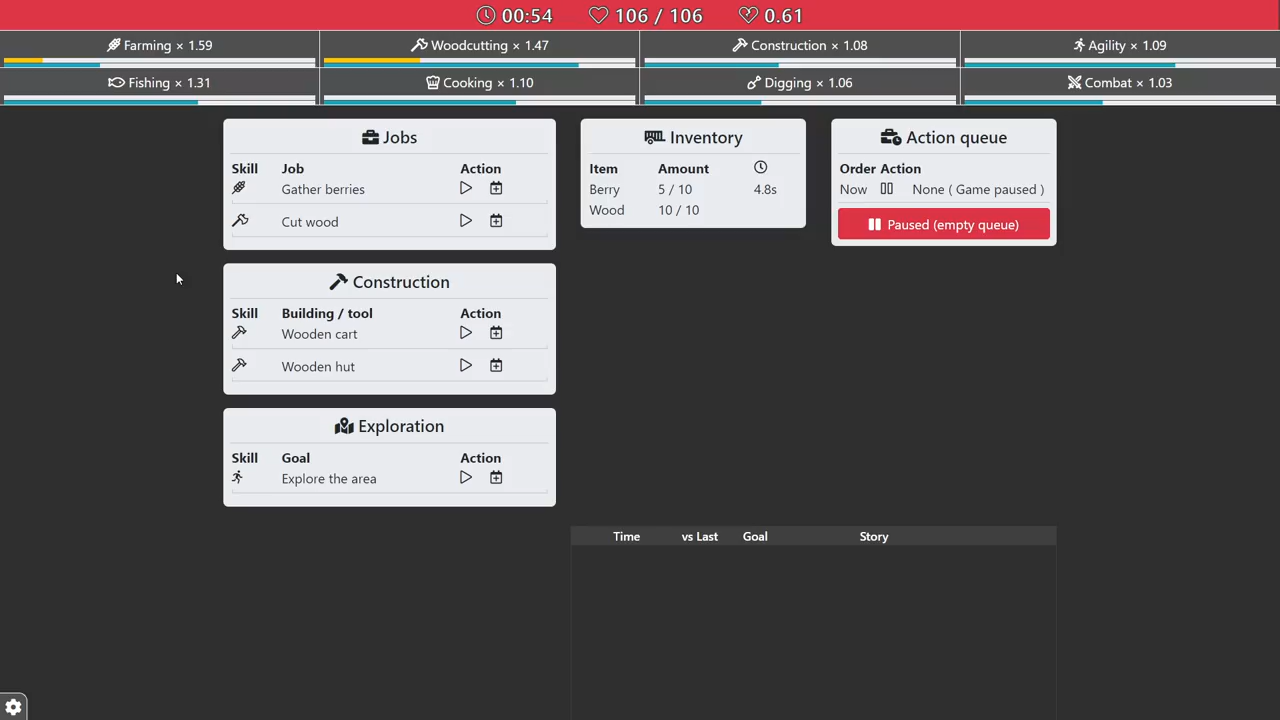 00:54 106 / 106 0.61
Farming × 1.59 Woodcutting × 1.47 Construction × 1.08 Agility × 1.09
Fishing × 1.31 Cooking × 1.10 Digging × 1.06 Combat × 1.03
Jobs
Skill Job Action
Gather berries
Cut wood
Construction
Skill Building / tool Action
Wooden cart
Wooden hut
Exploration
Skill Goal Action
Explore the area
Inventory
Item Amount
Berry 5 / 10 4.8s
Wood 10 / 10
Action queue
Order Action
Now None ( Game paused )
Paused (empty queue)
Time vs Last Goal Story